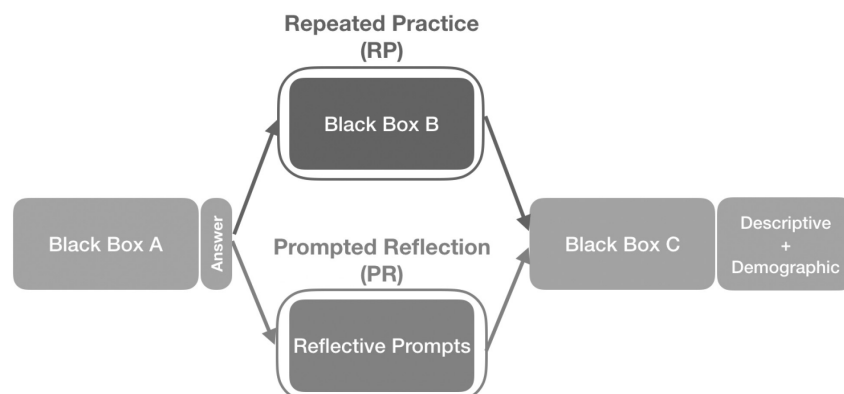 Repeated Practice
(RP)
Black Box B
Black Box A
Answer
Prompted Reflection
(PR)
Reflective Prompts
Black Box C
Descriptive
+
Demographic